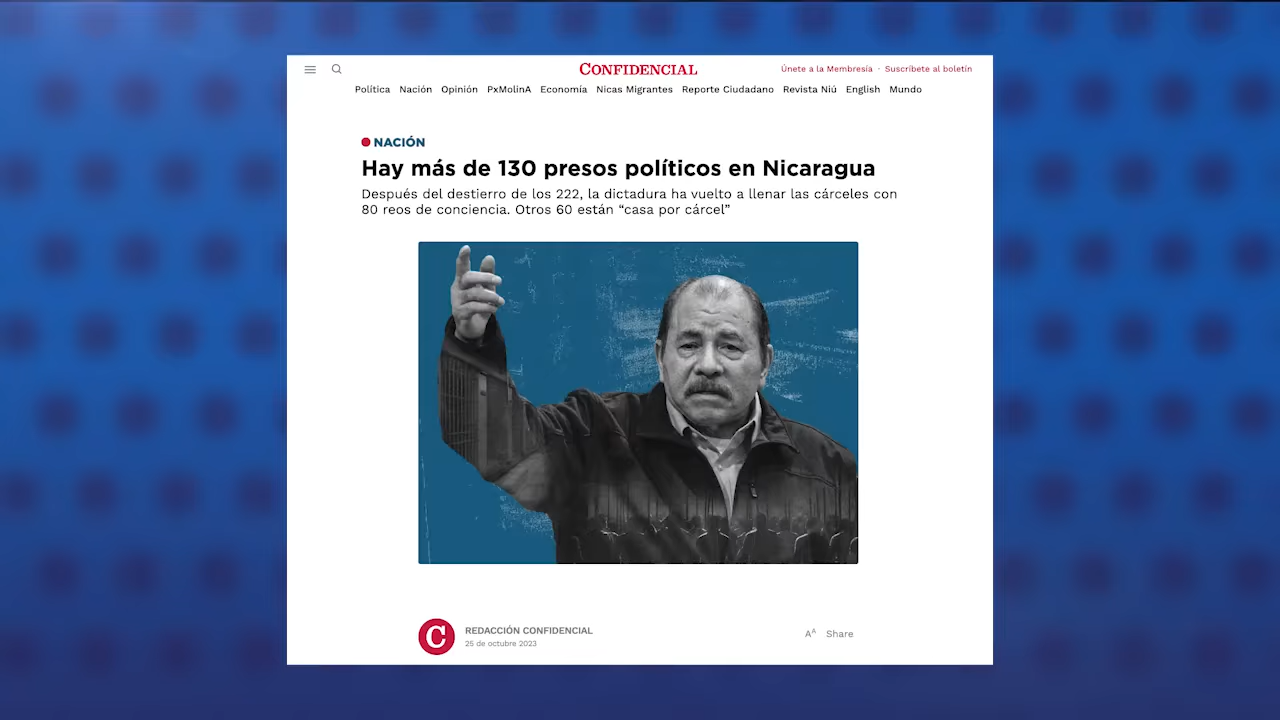 CONFIDENCIAL
Únete a la Membresía · Suscríbete al boletín
Política Nación Opinión PxMolinA Economía Nicas Migrantes Reporte Ciudadano Revista Niú English Mundo
NACIÓN
Hay más de 130 presos políticos en Nicaragua
Después del destierro de los 222, la dictadura ha vuelto a llenar las cárceles con
80 reos de conciencia. Otros 60 están “casa por cárcel”
C
REDACCIÓN CONFIDENCIAL
25 de octubre 2023
AA Share